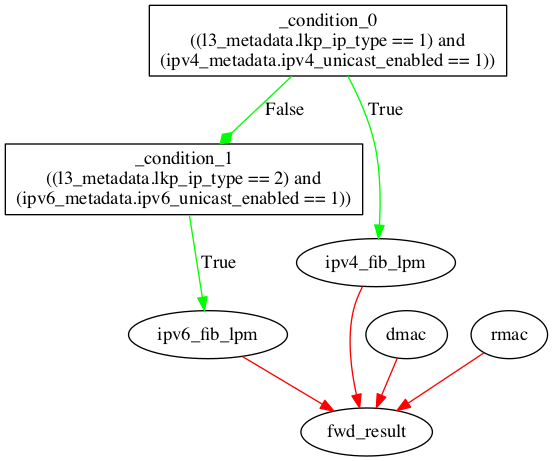 _condition_0
((l3_metadata.lkp_ip_type == 1) and
(ipv4_metadata.ipv4_unicast_enabled == 1))
False
True
_condition_1
((l3_metadata.lkp_ip_type == 2) and
(ipv6_metadata.ipv6_unicast_enabled == 1))
True
ipv4_fib_lpm
ipv6_fib_lpm
dmac
rmac
fwd_result